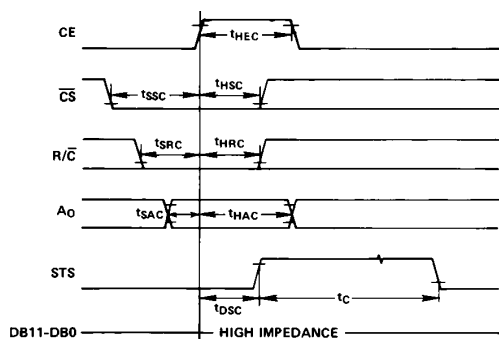 CE
tHEC
CS
tSSC
tHSC
R/C
tSRC
tHRC
A0
tSAC
tHAC
STS
tDSC
tC
DB11-DB0
HIGH IMPEDANCE